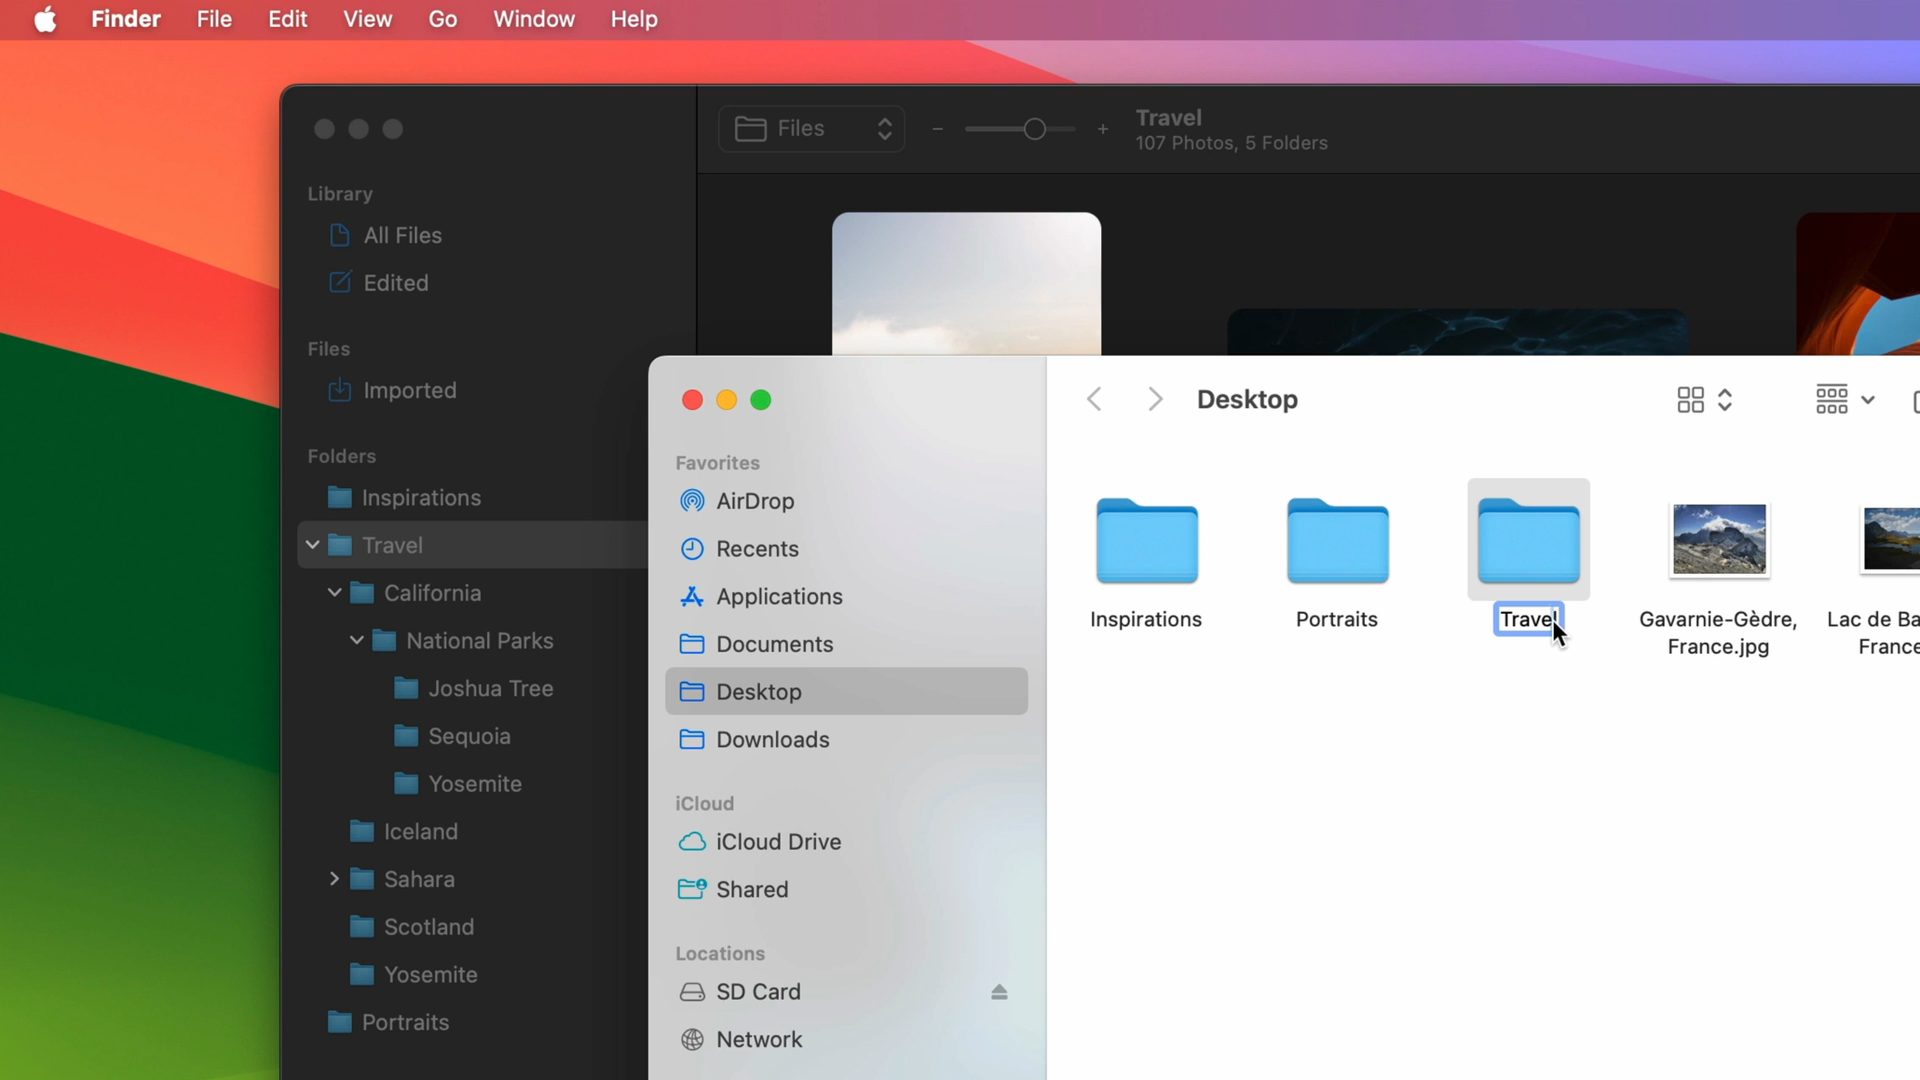 Finder File Edit View Go Window Help
Files
Travel
107 Photos, 5 Folders
Library
All Files
Edited
Files
Imported
Folders
Inspirations
Travel
California
National Parks
Joshua Tree
Sequoia
Yosemite
Iceland
Sahara
Scotland
Yosemite
Portraits
Desktop
Favorites
AirDrop
Recents
Applications
Documents
Desktop
Downloads
iCloud
iCloud Drive
Shared
Locations
SD Card
Network
Inspirations
Portraits
Travel
Gavarnie-Gèdre,
France.jpg
Lac de Ba
France